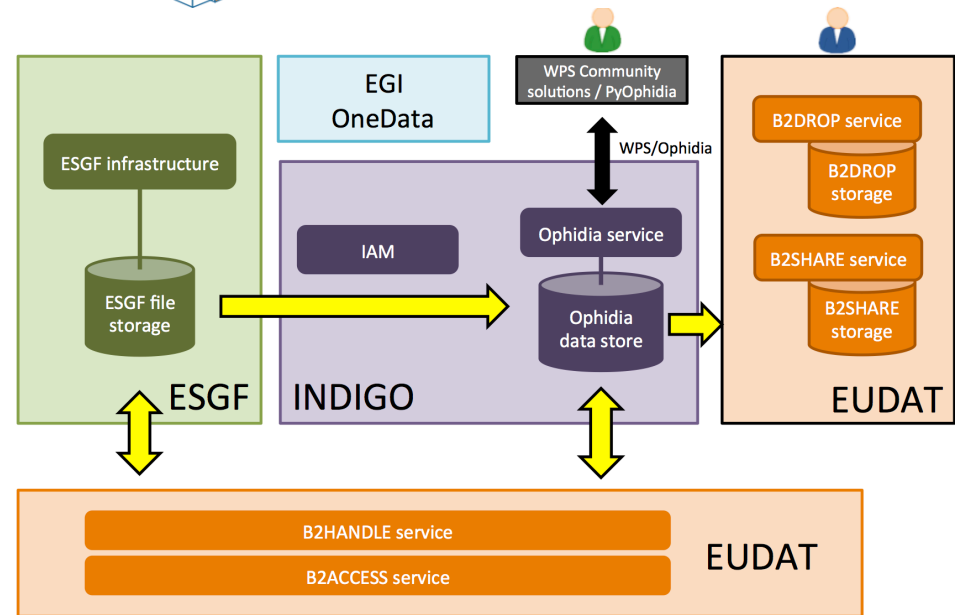 WPS Community
solutions / PyOphidia
EGI
OneData
WPS/Ophidia
ESGF infrastructure
ESGF file
storage
ESGF
IAM
Ophidia service
Ophidia
data store
INDIGO
B2DROP service
B2DROP
storage
B2SHARE service
B2SHARE
storage
EUDAT
B2HANDLE service
B2ACCESS service
EUDAT